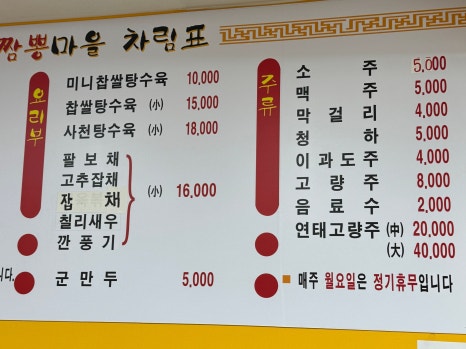 짬뽕마을 차림표
요리부
미니찹쌀탕수육 10,000
찹쌀탕수육 (小) 15,000
사천탕수육 (小) 18,000
팔보채
고추잡채
잡 채
칠리새우
깐풍기
(小) 16,000
군만두 5,000
니다.
주류
소주 5,000
맥주 5,000
막걸리 4,000
청하 5,000
이과도주 4,000
고량주 8,000
음료수 2,000
연태고량주 (中) 20,000
(大) 40,000
매주 월요일은 정기휴무입니다